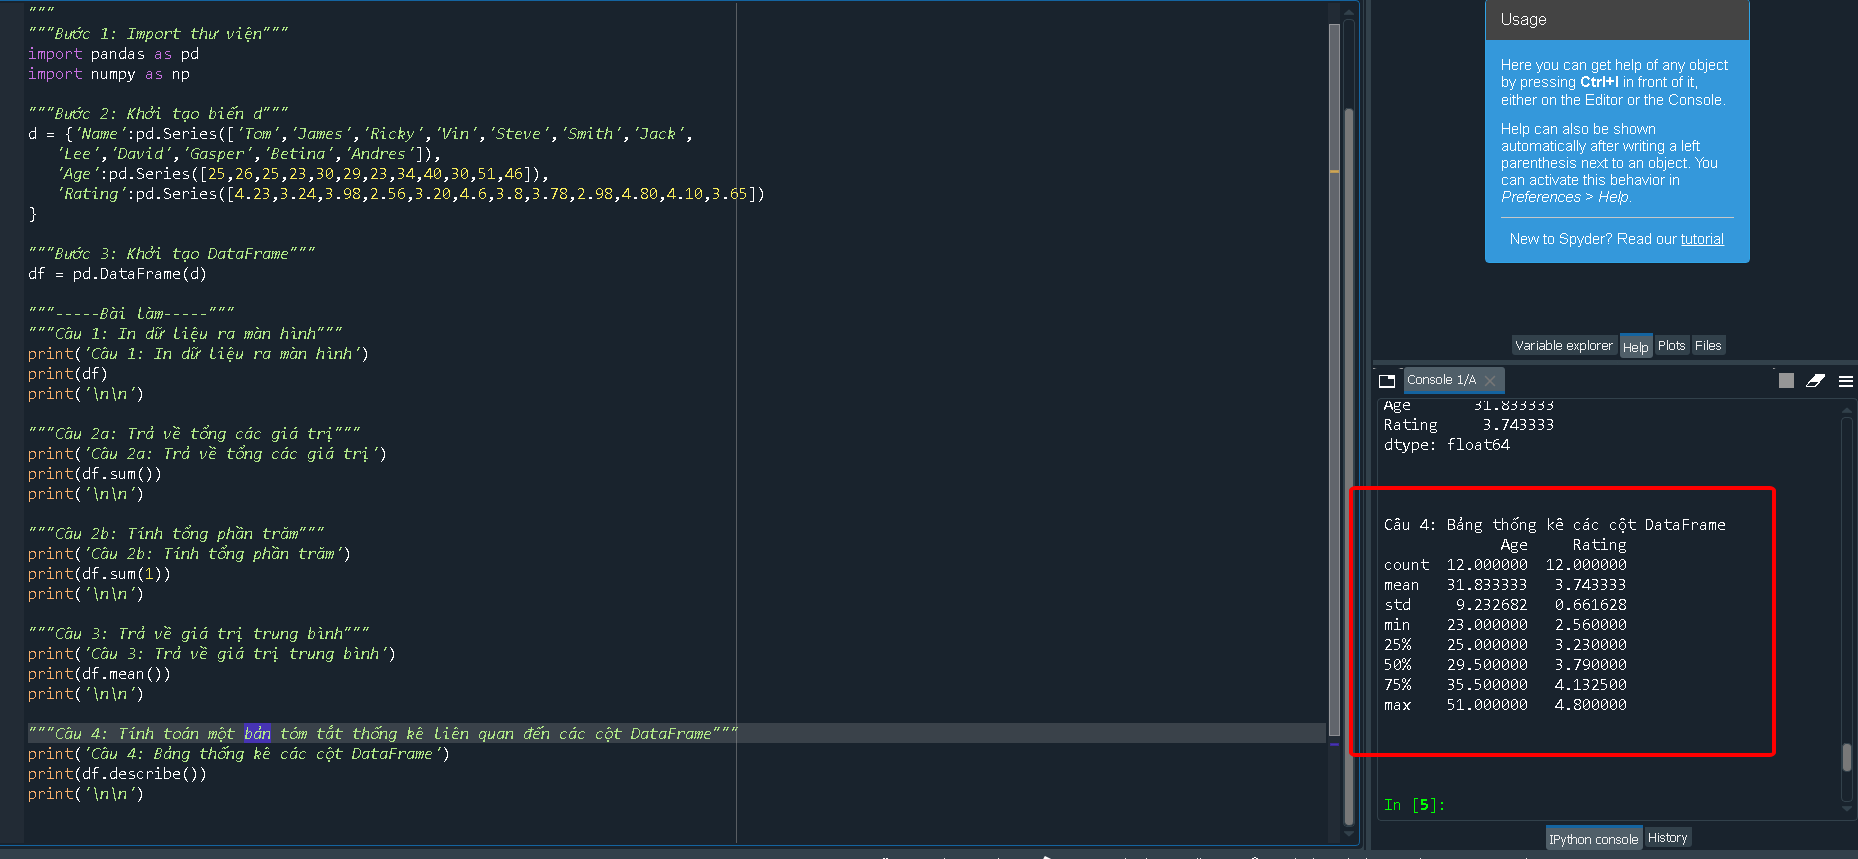 """
"""Bước 1: Import thư viện"""
import pandas as pd
import numpy as np
"""Bước 2: Khởi tạo biến d"""
d = {'Name':pd.Series(['Tom','James','Ricky','Vin','Steve','Smith','Jack',
'Lee','David','Gasper','Betina','Andres']),
'Age':pd.Series([25,26,25,23,30,29,23,34,40,30,51,46]),
'Rating':pd.Series([4.23,3.24,3.98,2.56,3.20,4.6,3.8,3.78,2.98,4.80,4.10,3.65])
}
"""Bước 3: Khởi tạo DataFrame"""
df = pd.DataFrame(d)
"""-----Bài làm-----"""
"""Câu 1: In dữ liệu ra màn hình"""
print('Câu 1: In dữ liệu ra màn hình')
print(df)
print('\n\n')
"""Câu 2a: Trả về tổng các giá trị"""
print('Câu 2a: Trả về tổng các giá trị')
print(df.sum())
print('\n\n')
"""Câu 2b: Tính tổng phần trăm"""
print('Câu 2b: Tính tổng phần trăm')
print(df.sum(1))
print('\n\n')
"""Câu 3: Trả về giá trị trung bình"""
print('Câu 3: Trả về giá trị trung bình')
print(df.mean())
print('\n\n')
"""Câu 4: Tính toán một bản tóm tắt thống kê liên quan đến các cột DataFrame"""
print('Câu 4: Bảng thống kê các cột DataFrame')
print(df.describe())
print('\n\n')
Usage
Here you can get help of any object
by pressing Ctrl+I in front of it,
either on the Editor or the Console.
Help can also be shown
automatically after writing a left
parenthesis next to an object. You
can activate this behavior in
Preferences > Help.
New to Spyder? Read our tutorial
Variable explorer Help Plots Files
Console 1/A
Age 31.833333
Rating 3.743333
dtype: float64
Câu 4: Bảng thống kê các cột DataFrame
Age Rating
count 12.000000 12.000000
mean 31.833333 3.743333
std 9.232682 0.661628
min 23.000000 2.560000
25% 25.000000 3.230000
50% 29.500000 3.790000
75% 35.500000 4.132500
max 51.000000 4.800000
In [5]:
IPython console History